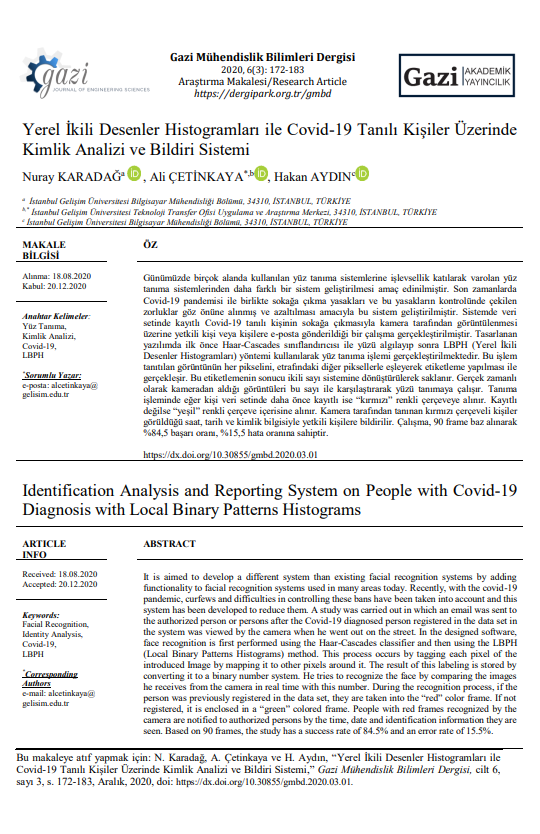 gazi
JOURNAL OF ENGINEERING SCIENCES
Gazi Mühendislik Bilimleri Dergisi
2020, 6(3): 172-183
Araştırma Makalesi/Research Article
https://dergipark.org.tr/gmbd
Gazi AKADEMİK YAYINCILIK
Yerel İkili Desenler Histogramları ile Covid-19 Tanılı Kişiler Üzerinde
Kimlik Analizi ve Bildiri Sistemi
Nuray KARADAĞa iD, Ali ÇETİNKAYA*,b iD, Hakan AYDINc iD
a İstanbul Gelişim Üniversitesi Bilgisayar Mühendisliği Bölümü, 34310, İSTANBUL, TÜRKİYE
b,* İstanbul Gelişim Üniversitesi Teknoloji Transfer Ofisi Uygulama ve Araştırma Merkezi, 34310, İSTANBUL, TÜRKİYE
c İstanbul Gelişim Üniversitesi Bilgisayar Mühendisliği Bölümü, 34310, İSTANBUL, TÜRKİYE
MAKALE
BİLGİSİ
Alınma: 18.08.2020
Kabul: 20.12.2020
Anahtar Kelimeler:
Yüz Tanıma,
Kimlik Analizi,
Covid-19,
LBPH
*Sorumlu Yazar:
e-posta: alcetinkaya@
gelisim.edu.tr
ÖZ
Günümüzde birçok alanda kullanılan yüz tanıma sistemlerine işlevsellik katılarak varolan yüz
tanıma sistemlerinden daha farklı bir sistem geliştirilmesi amaç edinilmiştir. Son zamanlarda
Covid-19 pandemisi ile birlikte sokağa çıkma yasakları ve bu yasakların kontrolünde çekilen
zorluklar göz önüne alınmış ve azaltılması amacıyla bu sistem geliştirilmiştir. Sistemde veri
setinde kayıtlı Covid-19 tanılı kişinin sokağa çıkmasıyla kamera tarafından görüntülenmesi
üzerine yetkili kişi veya kişilere e-posta gönderildiği bir çalışma gerçekleştirilmiştir. Tasarlanan
yazılımda ilk önce Haar-Cascades sınıflandırıcısı ile yüzü algılayıp sonra LBPH (Yerel İkili
Desenler Histogramları) yöntemi kullanılarak yüz tanıma işlemi gerçekleştirilmektedir. Bu işlem
tanıtılan görüntünün her pikselini, etrafındaki diğer piksellerle eşleyerek etiketleme yapılması ile
gerçekleşir. Bu etiketlemenin sonucu ikili sayı sistemine dönüştürülerek saklanır. Gerçek zamanlı
olarak kameradan aldığı görüntüleri bu sayı ile karşılaştırarak yüzü tanımaya çalışır. Tanıma
işleminde eğer kişi veri setinde daha önce kayıtlı ise “kırmızı” renkli çerçeveye alınır. Kayıtlı
değilse “yeşil” renkli çerçeve içerisine alınır. Kamera tarafından tanınan kırmızı çerçeveli kişiler
görüldüğü saat, tarih ve kimlik bilgisiyle yetkili kişilere bildirilir. Çalışma, 90 frame baz alınarak
%84,5 başarı oranı, %15,5 hata oranına sahiptir.
https://dx.doi.org/10.30855/gmbd.2020.03.01
Identification Analysis and Reporting System on People with Covid-19
Diagnosis with Local Binary Patterns Histograms
ARTICLE
INFO
Received: 18.08.2020
Accepted: 20.12.2020
Keywords:
Facial Recognition,
Identity Analysis,
Covid-19,
LBPH
*Corresponding
Authors
e-mail: alcetinkaya@
gelisim.edu.tr
ABSTRACT
It is aimed to develop a different system than existing facial recognition systems by adding
functionality to facial recognition systems used in many areas today. Recently, with the covid-19
pandemic, curfews and difficulties in controlling these bans have been taken into account and this
system has been developed to reduce them. A study was carried out in which an email was sent to
the authorized person or persons after the Covid-19 diagnosed person registered in the data set in
the system was viewed by the camera when he went out on the street. In the designed software,
face recognition is first performed using the Haar-Cascades classifier and then using the LBPH
(Local Binary Patterns Histograms) method. This process occurs by tagging each pixel of the
introduced Image by mapping it to other pixels around it. The result of this labeling is stored by
converting it to a binary number system. He tries to recognize the face by comparing the images
he receives from the camera in real time with this number. During the recognition process, if the
person was previously registered in the data set, they are taken into the “red” color frame. If not
registered, it is enclosed in a “green” colored frame. People with red frames recognized by the
camera are notified to authorized persons by the time, date and identification information they are
seen. Based on 90 frames, the study has a success rate of 84.5% and an error rate of 15.5%.
Bu makaleye atıf yapmak için: N. Karadağ, A. Çetinkaya ve H. Aydın, “Yerel İkili Desenler Histogramları ile
Covid-19 Tanılı Kişiler Üzerinde Kimlik Analizi ve Bildiri Sistemi,” Gazi Mühendislik Bilimleri Dergisi, cilt 6,
sayı 3, s. 172-183, Aralık, 2020, doi: https://dx.doi.org/10.30855/gmbd.2020.03.01.